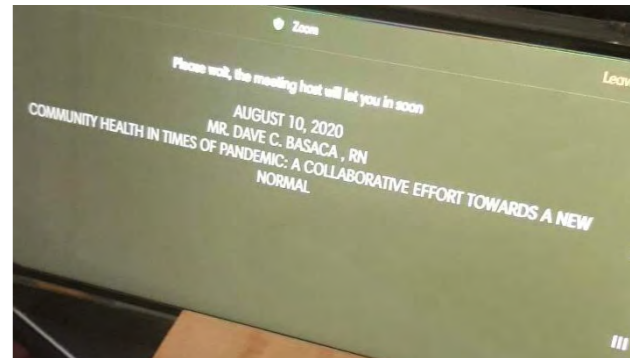 Zoom
Leav
Please wait, the meeting host will let you in soon
AUGUST 10, 2020
MR. DAVE C. BASACA , RN
COMMUNITY HEALTH IN TIMES OF PANDEMIC: A COLLABORATIVE EFFORT TOWARDS A NEW
NORMAL